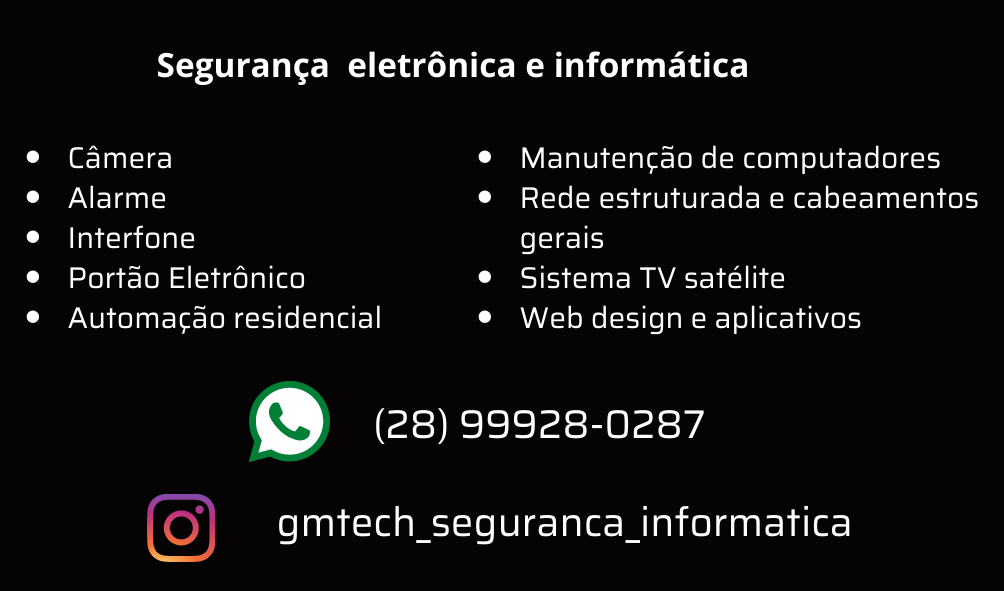 Segurança eletrônica e informática
Câmera
Alarme
Interfone
Portão Eletrônico
Automação residencial
Manutenção de computadores
Rede estruturada e cabeamentos
gerais
Sistema TV satélite
Web design e aplicativos
(28) 99928-0287
gmtech_seguranca_informatica